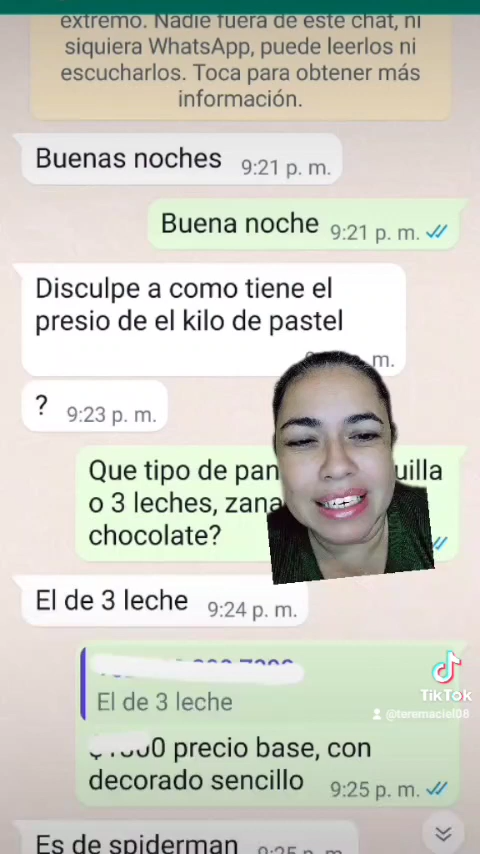 extremo. Nadie fuera de este chat, ni
siquiera WhatsApp, puede leerlos ni
escucharlos. Toca para obtener más
información.
Buenas noches 9:21 p. m.
Buena noche 9:21 p. m.
Disculpe a como tiene el
presio de el kilo de pastel
m.
? 9:23 p. m.
Que tipo de pan
o 3 leches, zana
chocolate?
El de 3 leche 9:24 p. m.
El de 3 leche
precio base, con
decorado sencillo 9:25 p. m.
TikTok
@teremaciel08
Es de spiderman 9:25 p. m.